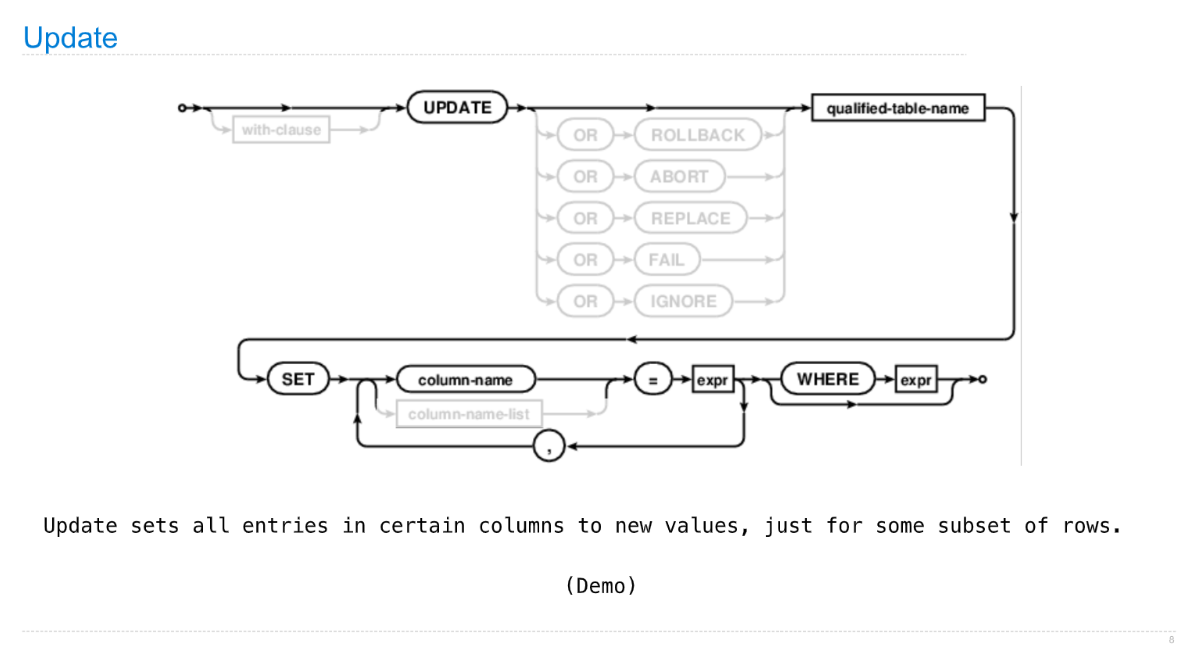 Update
UPDATE
qualified-table-name
with-clause
OR ROLLBACK
OR ABORT
OR REPLACE
OR FAIL
OR IGNORE
SET column-name = expr WHERE expr
column-name-list
,
Update sets all entries in certain columns to new values, just for some subset of rows.
(Demo)
8